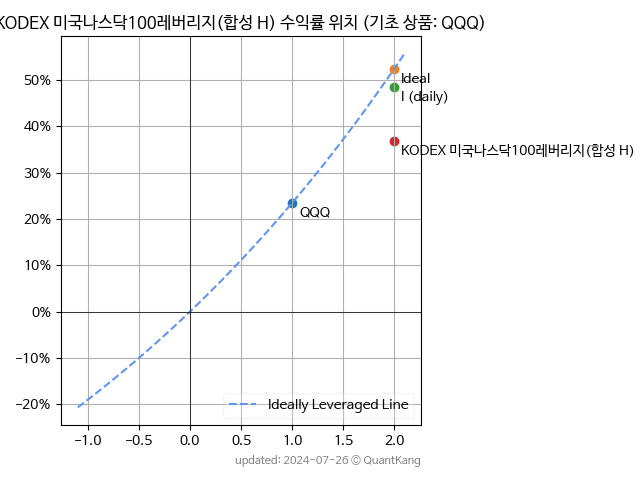 KODEX 미국나스닥100레버리지(합성 H) 수익률 위치 (기초 상품: QQQ)
50%
40%
30%
20%
10%
0%
−10%
−20%
Ideal
I (daily)
KODEX 미국나스닥100레버리지(합성 H)
QQQ
Ideally Leveraged Line
−1.0 −0.5 0.0 0.5 1.0 1.5 2.0
updated: 2024-07-26 © QuantKang